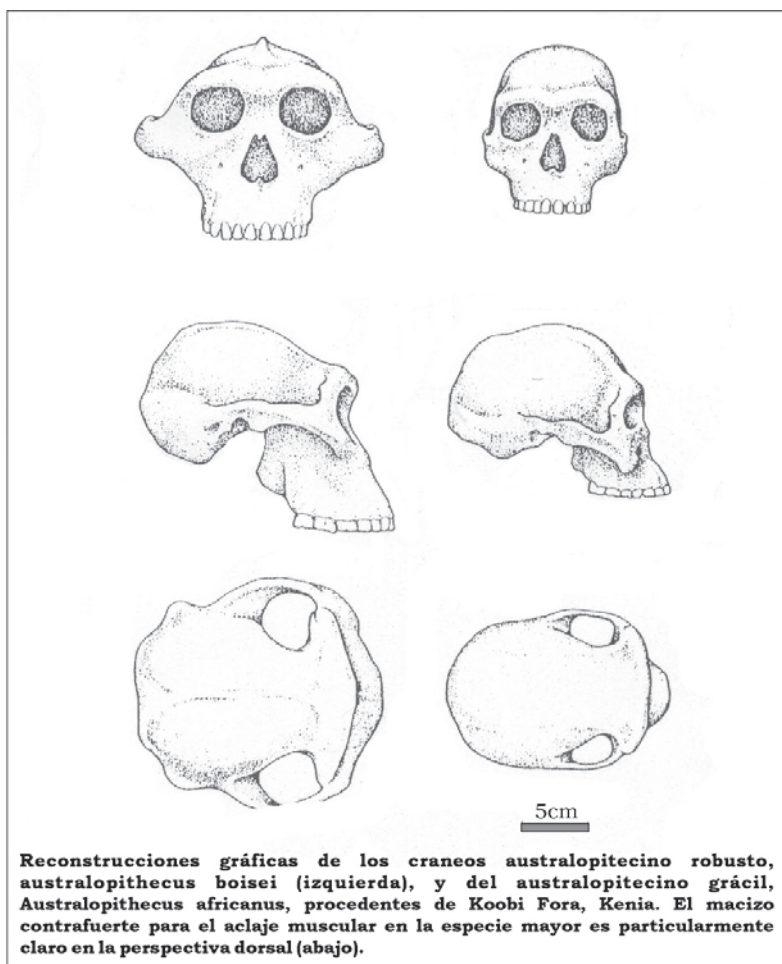 5cm
Reconstrucciones gráficas de los craneos australopitecino robusto,
australopithecus boisei (izquierda), y del australopitecino grácil,
Australopithecus africanus, procedentes de Koobi Fora, Kenia. El macizo
contrafuerte para el aclaje muscular en la especie mayor es particularmente
claro en la perspectiva dorsal (abajo).